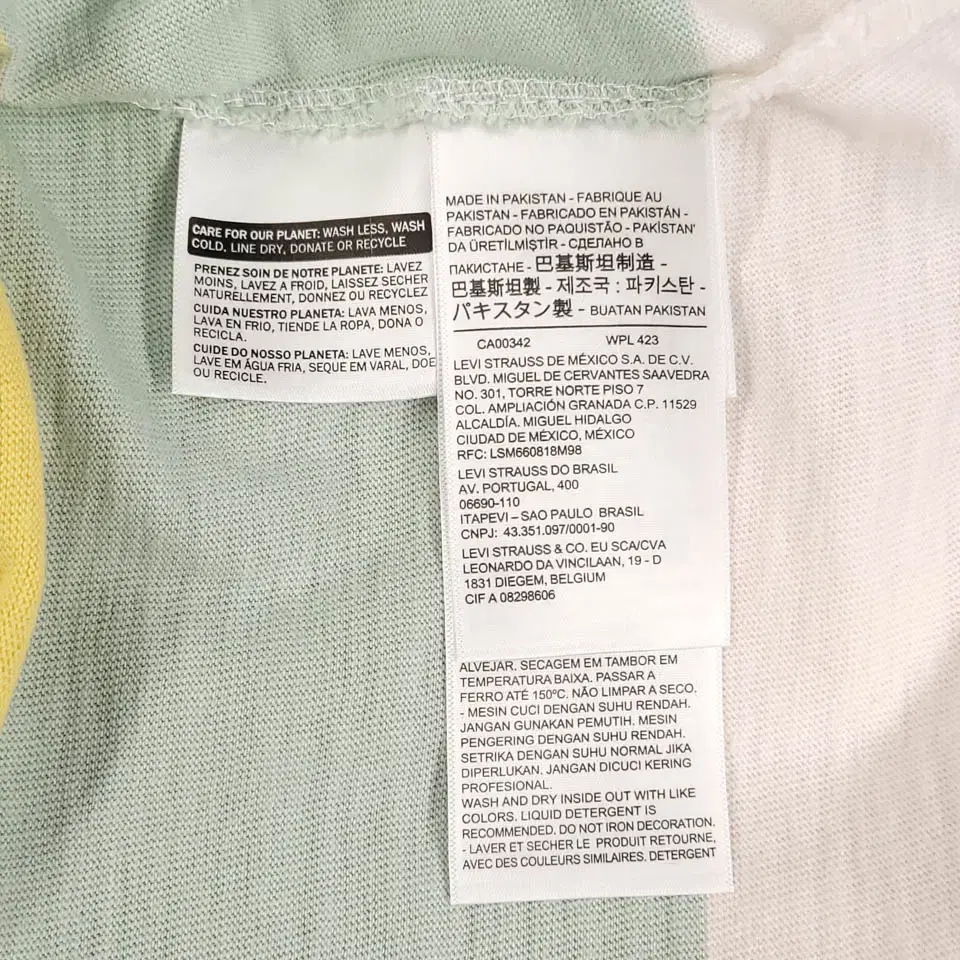 CARE FOR OUR PLANET: WASH LESS, WASH
COLD. LINE DRY, DONATE OR RECYCLE
PRENEZ SOIN DE NOTRE PLANETE: LAVEZ
MOINS, LAVEZ A FROID, LAISSEZ SECHER
NATURELLEMENT, DONNEZ OU RECYCLEZ
CUIDA NUESTRO PLANETA: LAVA MENOS,
LAVA EN FRIO, TIENDE LA ROPA, DONA O
RECICLA.
CUIDE DO NOSSO PLANETA: LAVE MENOS,
LAVE EM ÁGUA FRIA, SEQUE EM VARAL, DOE
OU RECICLE.
MADE IN PAKISTAN - FABRIQUE AU
PAKISTAN - FABRICADO EN PAKISTÁN -
FABRICADO NO PAQUISTÃO - PAKİSTAN'
DA ÜRETİLMİŞTİR - СДЕЛАНО В
ПАКИСТАНЕ - 巴基斯坦制造 -
巴基斯坦製 - 제조국 : 파키스탄 -
パキスタン製 - BUATAN PAKISTAN
CA00342 WPL 423
LEVI STRAUSS DE MÉXICO S.A. DE C.V.
BLVD. MIGUEL DE CERVANTES SAAVEDRA
NO. 301, TORRE NORTE PISO 7
COL. AMPLIACIÓN GRANADA C.P. 11529
ALCALDÍA. MIGUEL HIDALGO
CIUDAD DE MÉXICO, MÉXICO
RFC: LSM660818M98
LEVI STRAUSS DO BRASIL
AV. PORTUGAL, 400
06690-110
ITAPEVI – SAO PAULO BRASIL
CNPJ: 43.351.097/0001-90
LEVI STRAUSS & CO. EU SCA/CVA
LEONARDO DA VINCILAAN, 19 - D
1831 DIEGEM, BELGIUM
CIF A 08298606
ALVEJAR. SECAGEM EM TAMBOR EM
TEMPERATURA BAIXA. PASSAR A
FERRO ATÉ 150ºC. NÃO LIMPAR A SECO.
- MESIN CUCI DENGAN SUHU RENDAH.
JANGAN GUNAKAN PEMUTIH. MESIN
PENGERING DENGAN SUHU RENDAH.
SETRIKA DENGAN SUHU NORMAL JIKA
DIPERLUKAN. JANGAN DICUCI KERING
PROFESIONAL.
WASH AND DRY INSIDE OUT WITH LIKE
COLORS. LIQUID DETERGENT IS
RECOMMENDED. DO NOT IRON DECORATION.
- LAVER ET SECHER LE PRODUIT RETOURNE,
AVEC DES COULEURS SIMILAIRES. DETERGENT